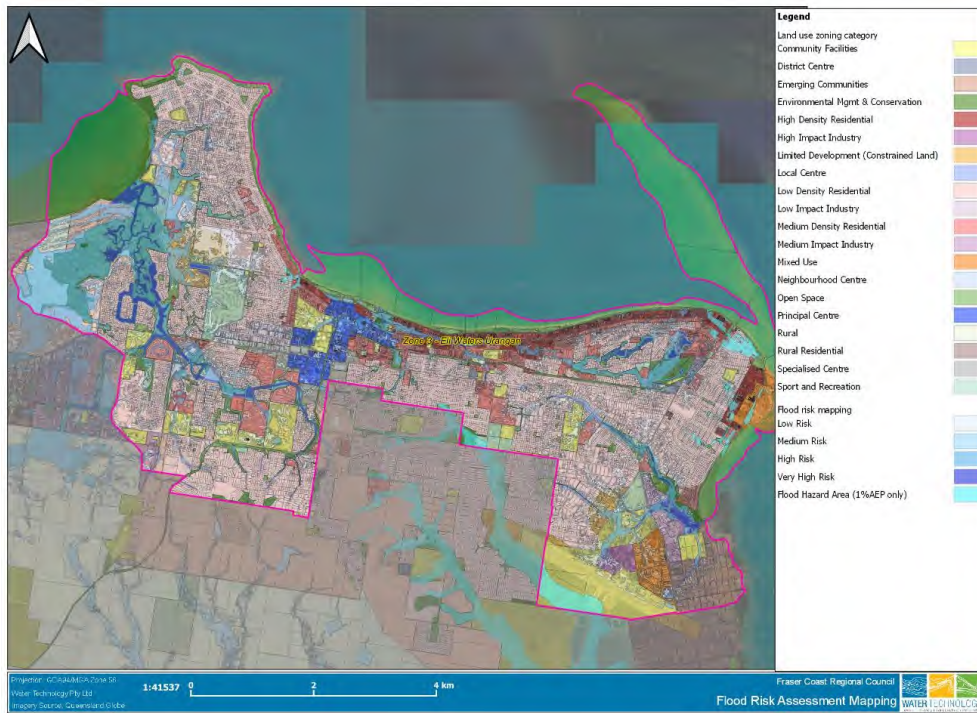 Legend
Land use zoning category
Community Facilities
District Centre
Emerging Communities
Environmental Mgmt & Conservation
High Density Residential
High Impact Industry
Limited Development (Constrained Land)
Local Centre
Low Density Residential
Low Impact Industry
Medium Density Residential
Medium Impact Industry
Mixed Use
Neighbourhood Centre
Open Space
Principal Centre
Rural
Rural Residential
Specialised Centre
Sport and Recreation
Flood risk mapping
Low Risk
Medium Risk
High Risk
Very High Risk
Flood Hazard Area (1%AEP only)
Zone 3 - Eli Waters Urangan
Projection: GDA94/MGA Zone 56
Water Technology Pty Ltd
Imagery Source: Queensland Globe
1:41537
0 2 4 km
Fraser Coast Regional Council
Flood Risk Assessment Mapping
WATER TECHNOLOGY